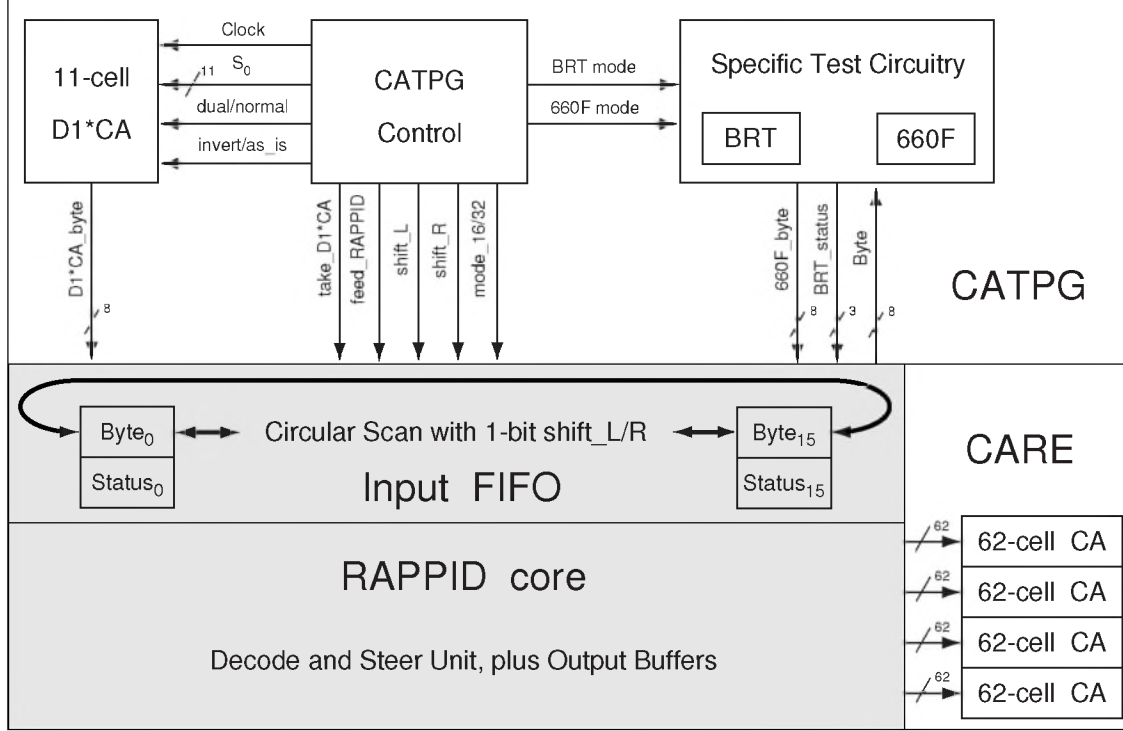 11-cell
D1*CA
Clock
S0
11
dual/normal
invert/as_is
CATPG
Control
BRT mode
660F mode
Specific Test Circuitry
BRT
660F
D1*CA_byte
8
take_D1*CA
feed_RAPPID
shift_L
shift_R
mode_16/32
660F_byte
8
BRT_status
3
Byte
8
CATPG
Byte0
Status0
Circular Scan with 1-bit shift_L/R
Input FIFO
Byte15
Status15
CARE
RAPPID core
Decode and Steer Unit, plus Output Buffers
62
62-cell CA
62
62-cell CA
62
62-cell CA
62
62-cell CA